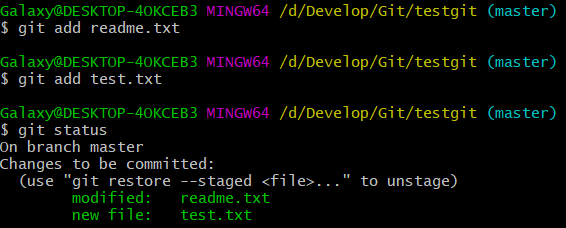 Galaxy@DESKTOP-4OKCEB3 MINGW64 /d/Develop/Git/testgit (master)
$ git add readme.txt
Galaxy@DESKTOP-4OKCEB3 MINGW64 /d/Develop/Git/testgit (master)
$ git add test.txt
Galaxy@DESKTOP-4OKCEB3 MINGW64 /d/Develop/Git/testgit (master)
$ git status
On branch master
Changes to be committed:
  (use "git restore --staged <file>..." to unstage)
        modified:   readme.txt
        new file:   test.txt